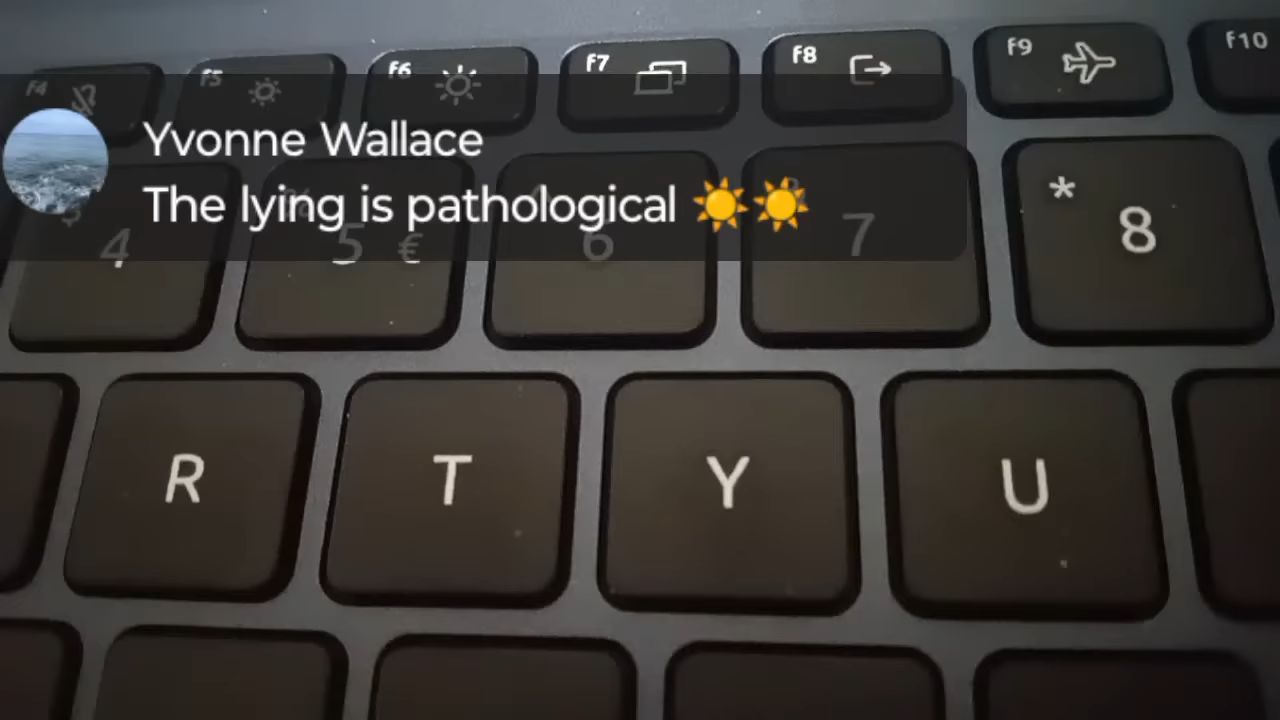 F4 F5 F6 F7 F8 F9 F10
Yvonne Wallace
The lying is pathological ☀️☀️
$ 4 % 5 € 6 7 * 8
R T Y U